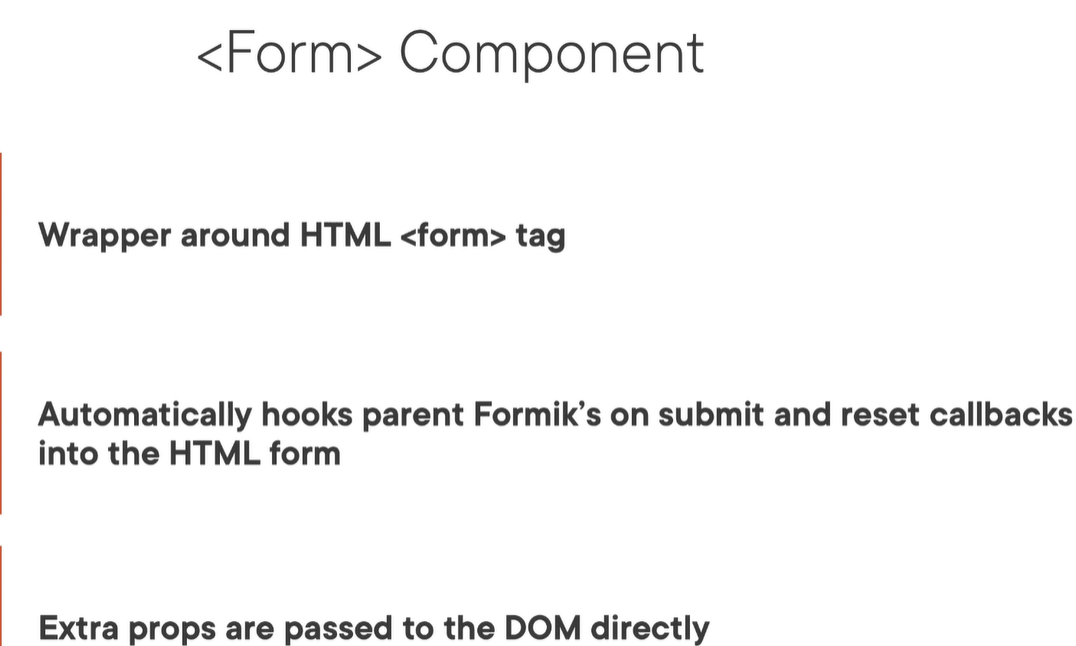 <Form> Component
Wrapper around HTML <form> tag
Automatically hooks parent Formik’s on submit and reset callbacks
into the HTML form
Extra props are passed to the DOM directly